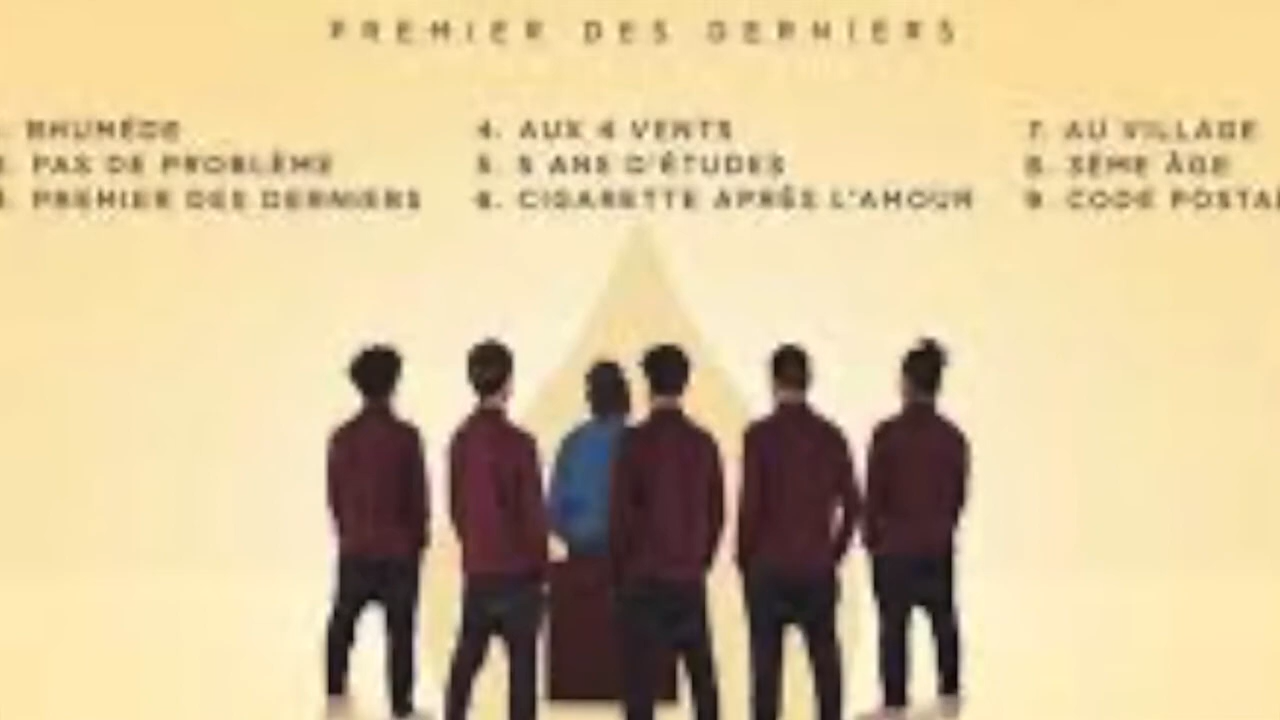 PREMIER DES DERNIERS
RHUMÉDE
PAS DE PROBLÈME
PREMIER DES DERNIERS
4. AUX 4 VENTS
5. 5 ANS D'ÉTUDES
6. CIGARETTE APRÈS L'AMOUR
7. AU VILLAGE
8. 3ÈME ÂGE
9. CODE POSTAL